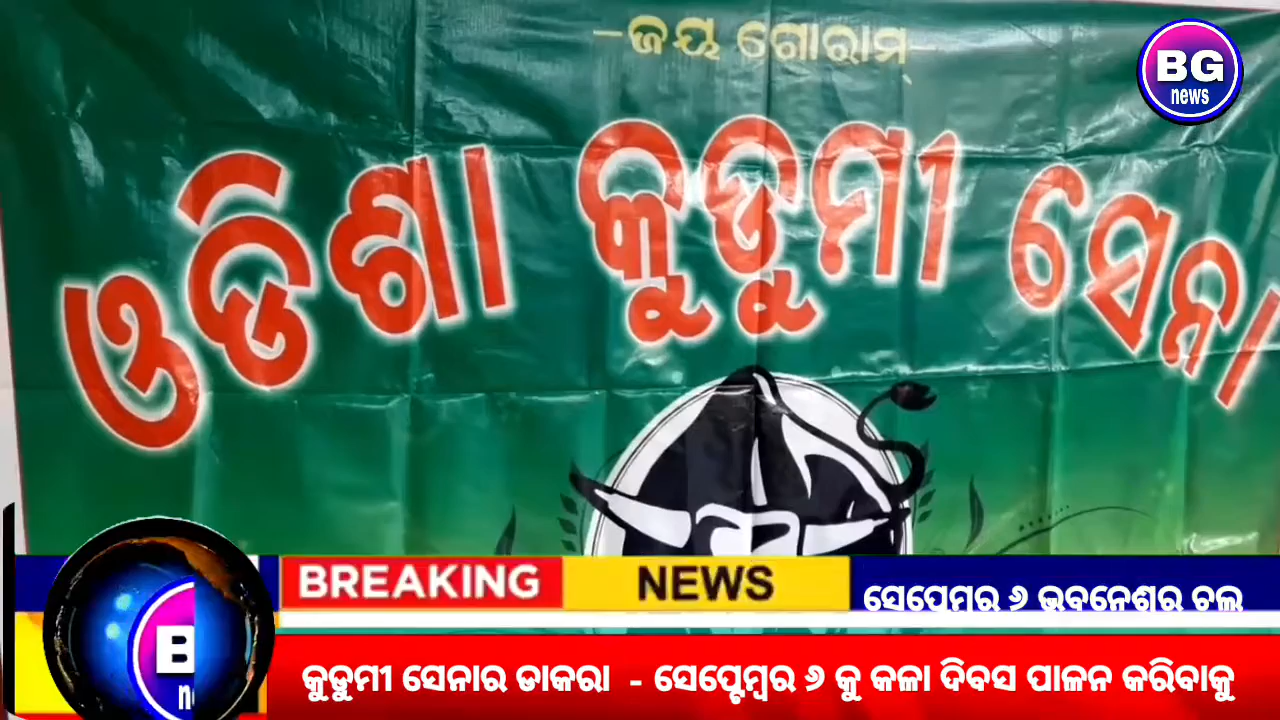 ଜୟ ଗୋରାମ୍
BG
news
ଓଡିଶା କୁଡୁମୀ ସେନା
BREAKING NEWS
ସେପ୍ଟେମ୍ବର ୬ ଭୁବନେଶ୍ୱର ଚଲ
କୁଡୁମୀ ସେନାର ଡାକରା - ସେପ୍ଟେମ୍ବର ୬ କୁ କଳା ଦିବସ ପାଳନ କରିବାକୁ